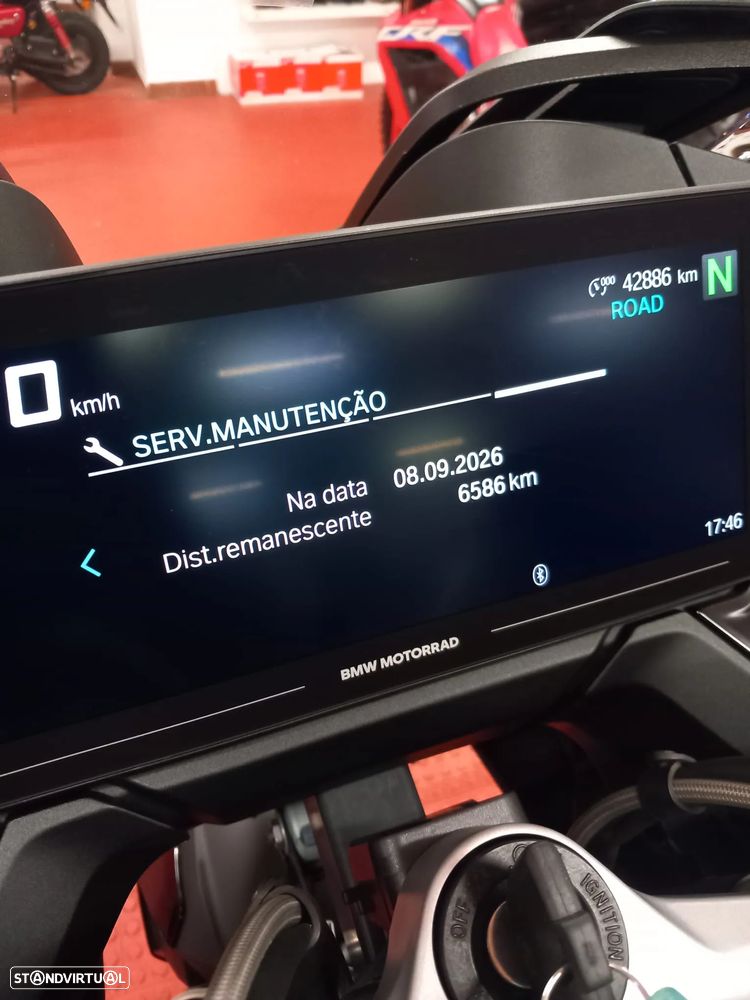 CRF
42886 km N
ROAD
0 km/h
SERV.MANUTENÇÃO
Na data 08.09.2026
Dist.remanescente 6586 km
17:46
BMW MOTORRAD
OFF
IGNITION
STANDVIRTUAL